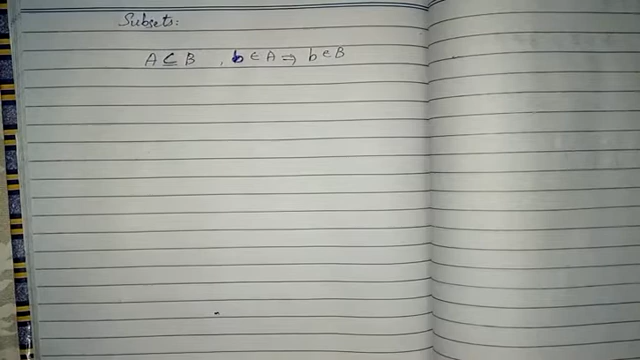 Subsets:
A ⊆ B , b ∈ A ⇒ b ∈ B